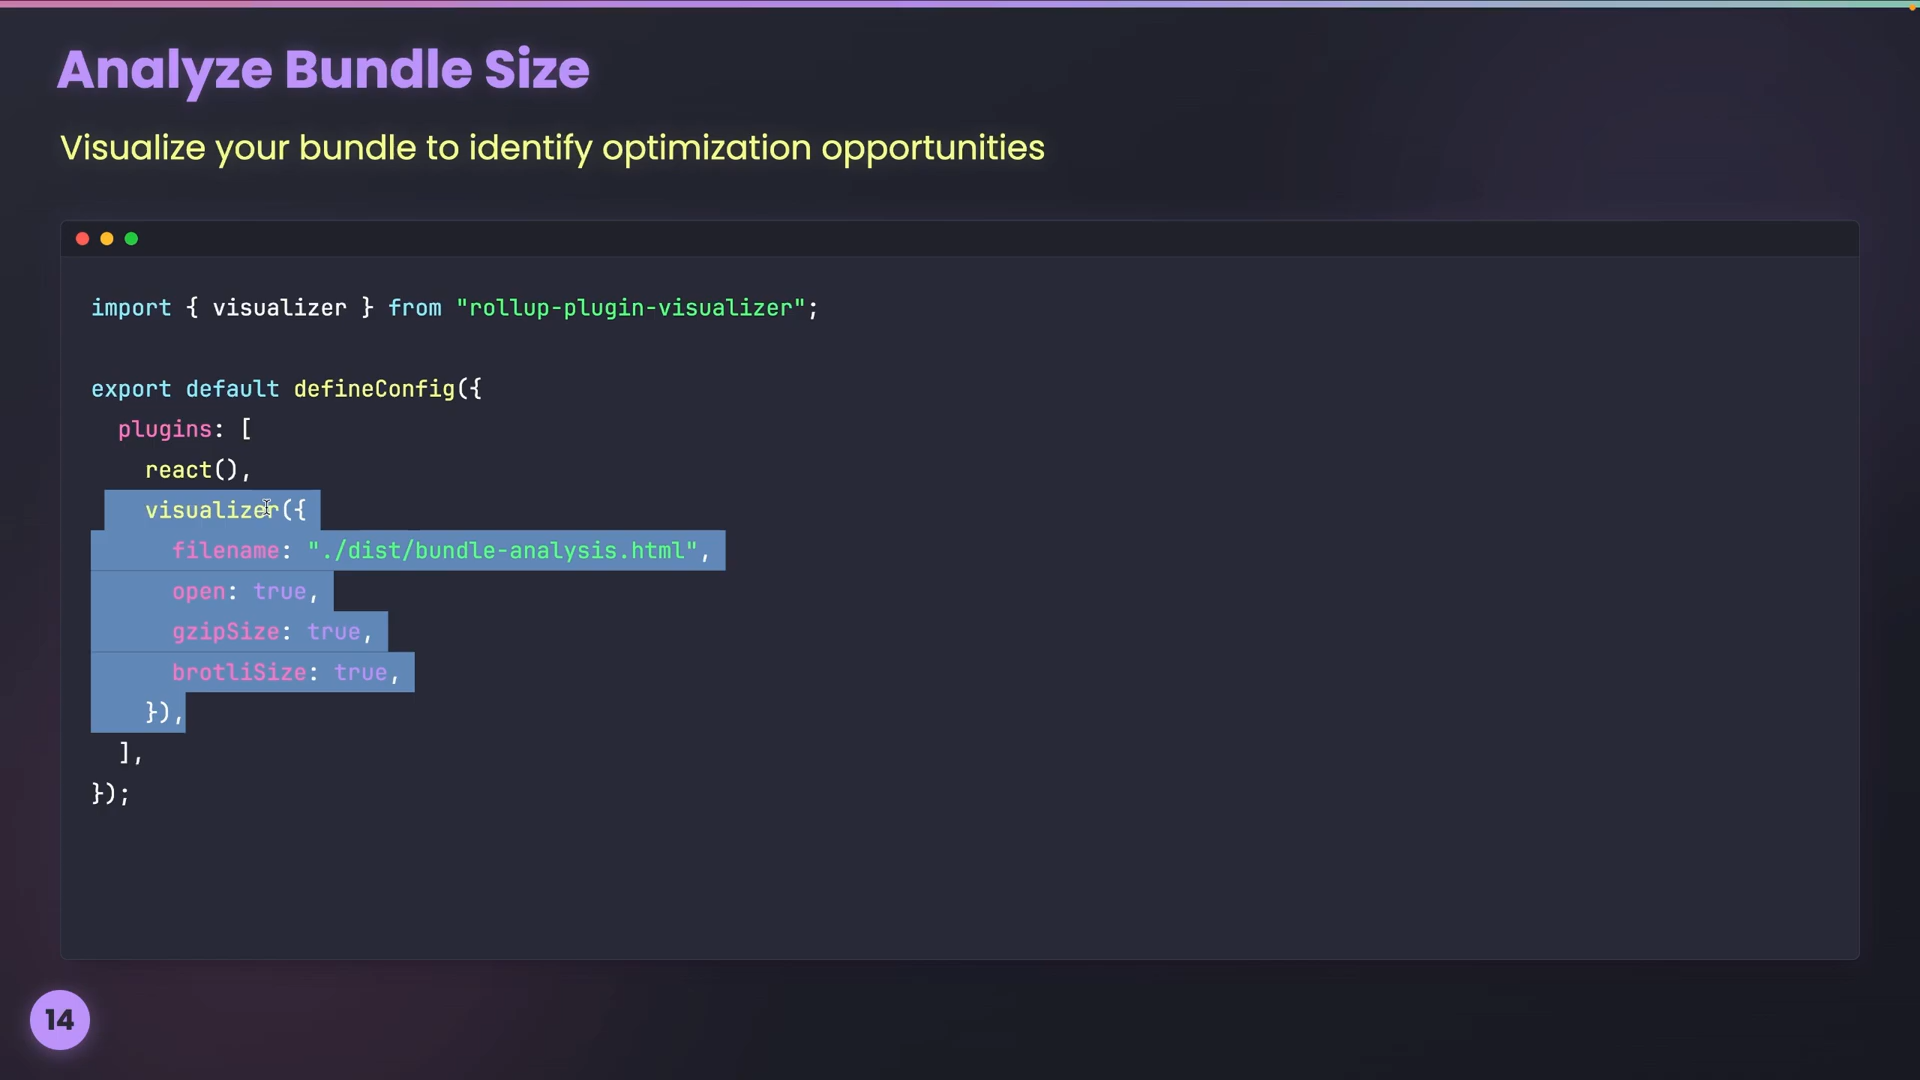 Analyze Bundle Size
Visualize your bundle to identify optimization opportunities
import { visualizer } from "rollup-plugin-visualizer";
export default defineConfig({
  plugins: [
    react(),
    visualizer({
      filename: "./dist/bundle-analysis.html",
      open: true,
      gzipSize: true,
      brotliSize: true,
    }),
  ],
});
14